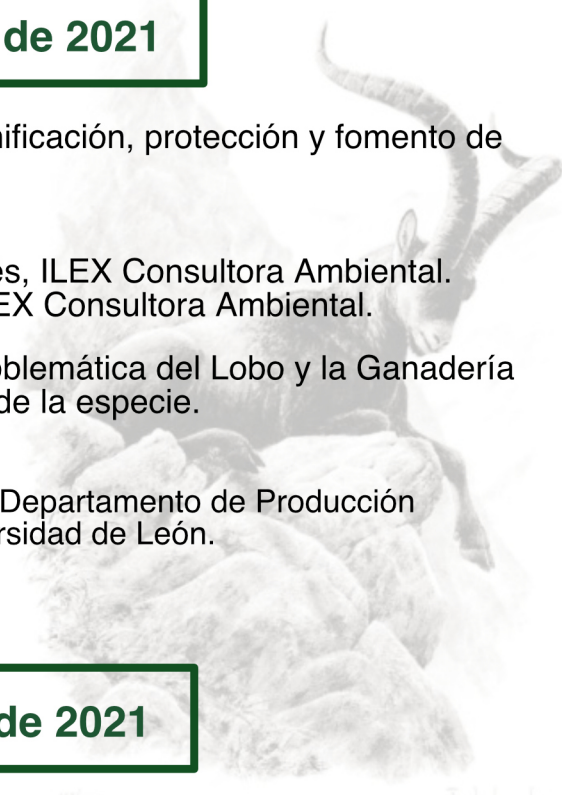 de 2021
nificación, protección y fomento de
es, ILEX Consultora Ambiental.
EX Consultora Ambiental.
oblemática del Lobo y la Ganadería
de la especie.
Departamento de Producción
rsidad de León.
de 2021